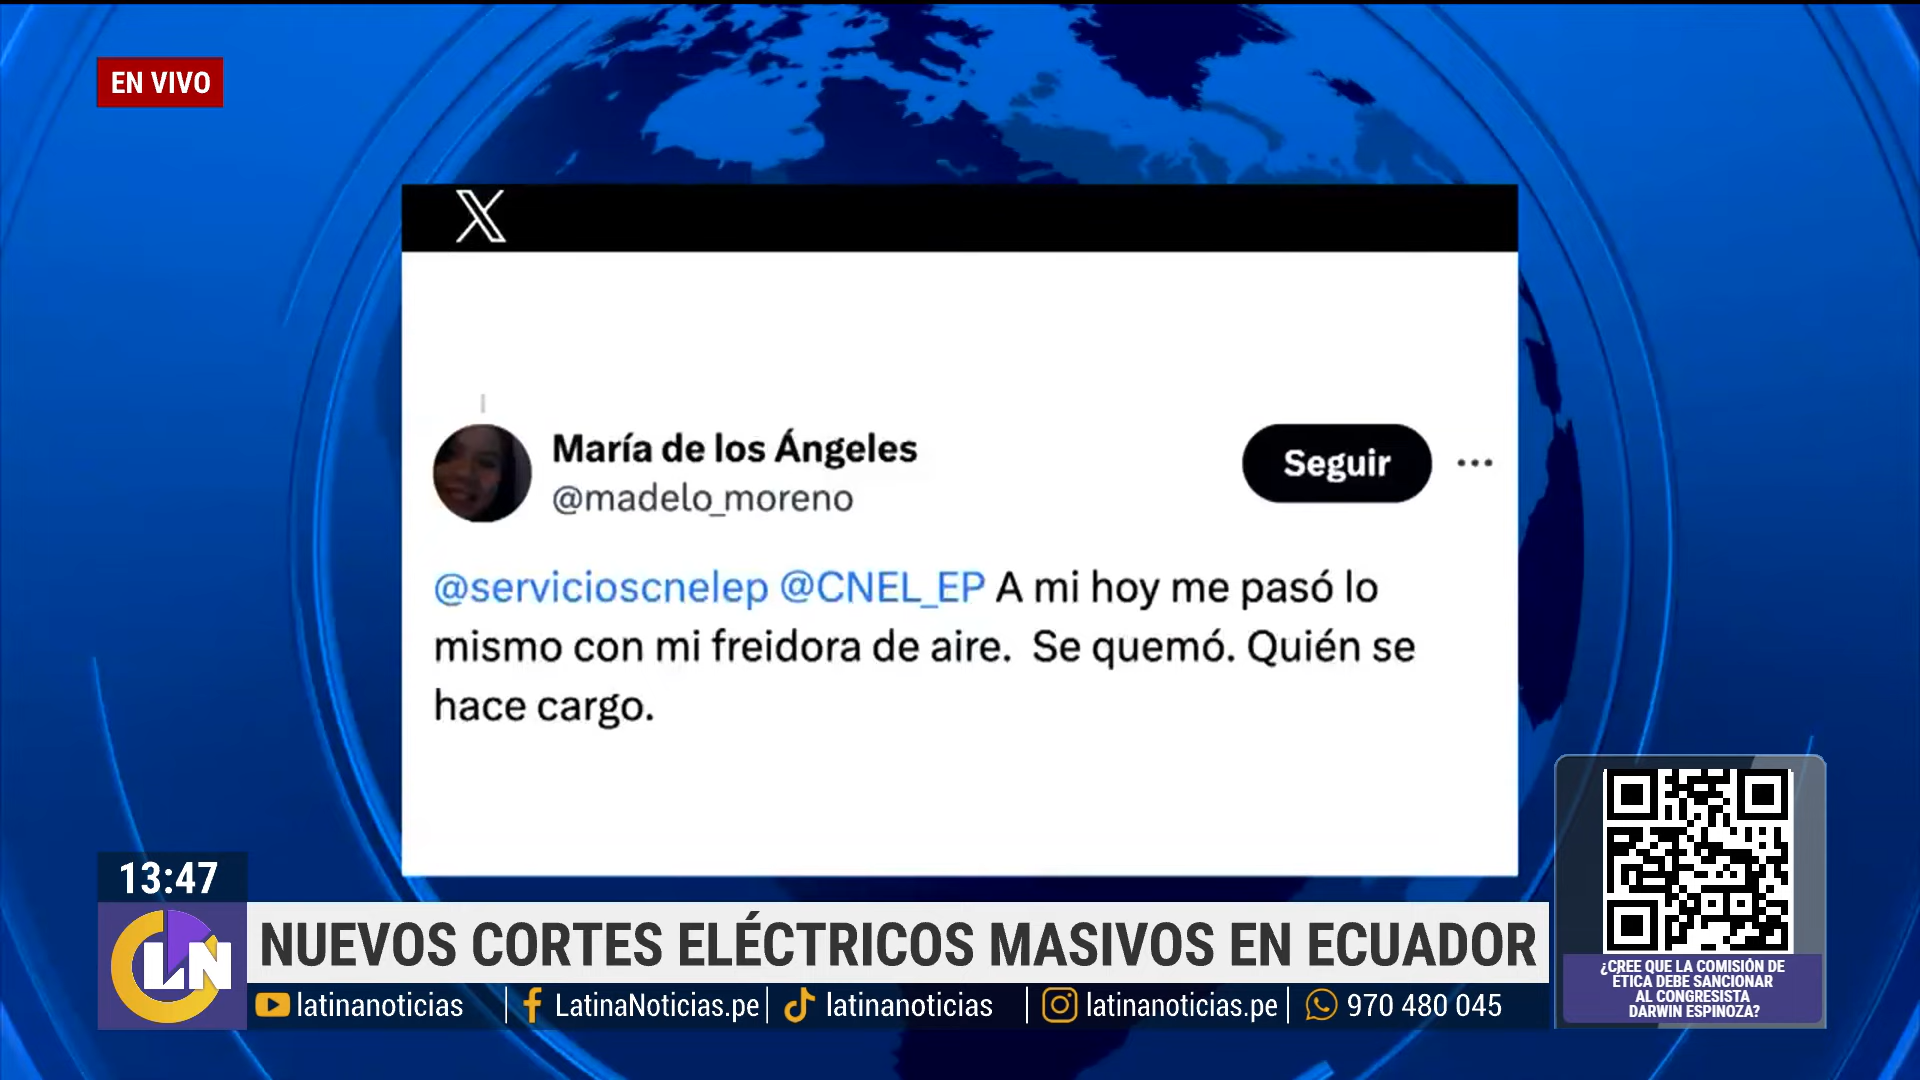 EN VIVO
X
María de los Ángeles
@madelo_moreno
Seguir
@servicioscnelep @CNEL_EP A mi hoy me pasó lo
mismo con mi freidora de aire.  Se quemó. Quién se
hace cargo.
13:47
LN
NUEVOS CORTES ELÉCTRICOS MASIVOS EN ECUADOR
latinanoticias
LatinaNoticias.pe
latinanoticias
latinanoticias.pe
970 480 045
¿CREE QUE LA COMISIÓN DE
ETICA DEBE SANCIONAR
AL CONGRESISTA
DARWIN ESPINOZA?